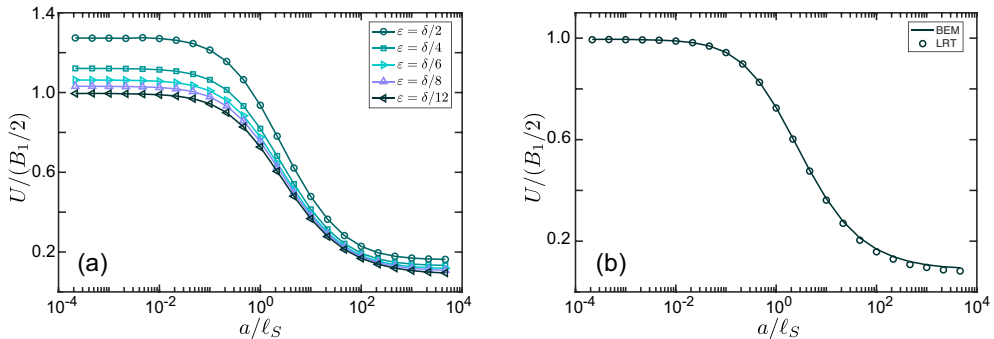 1.4
1.0
0.6
0.2
U/(B₁/2)
ε = δ/2
ε = δ/4
ε = δ/6
ε = δ/8
ε = δ/12
(a)
10⁻⁴ 10⁻² 10⁰ 10² 10⁴
a/ℓ_S
1.0
0.6
0.2
U/(B₁/2)
BEM
LRT
(b)
10⁻⁴ 10⁻² 10⁰ 10² 10⁴
a/ℓ_S